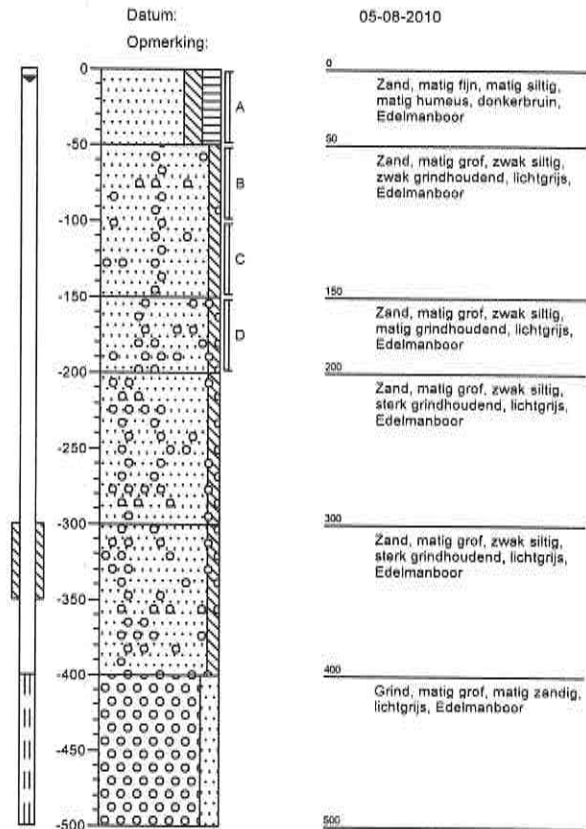 Datum: 05-08-2010
Opmerking:
0
-50
-100
-150
-200
-250
-300
-350
-400
-450
-500
A
B
C
D
0
Zand, matig fijn, matig siltig,
matig humeus, donkerbruin,
Edelmanboor
50
Zand, matig grof, zwak siltig,
zwak grindhoudend, lichtgrijs,
Edelmanboor
150
Zand, matig grof, zwak siltig,
matig grindhoudend, lichtgrijs,
Edelmanboor
200
Zand, matig grof, zwak siltig,
sterk grindhoudend, lichtgrijs,
Edelmanboor
300
Zand, matig grof, zwak siltig,
sterk grindhoudend, lichtgrijs,
Edelmanboor
400
Grind, matig grof, matig zandig,
lichtgrijs, Edelmanboor
500